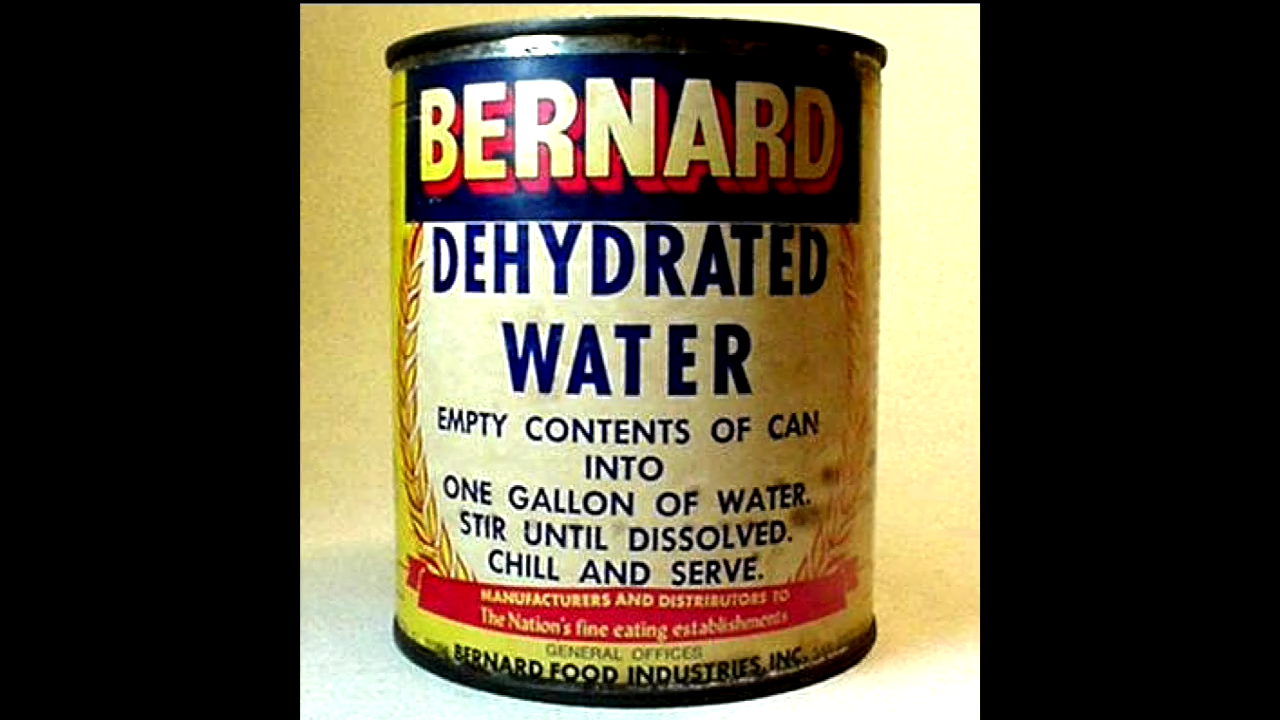 BERNARD
DEHYDRATED
WATER
EMPTY CONTENTS OF CAN
INTO
ONE GALLON OF WATER.
STIR UNTIL DISSOLVED.
CHILL AND SERVE.
MANUFACTURERS AND DISTRIBUTORS TO
The Nation's fine eating establishments
GENERAL OFFICES
BERNARD FOOD INDUSTRIES, INC.